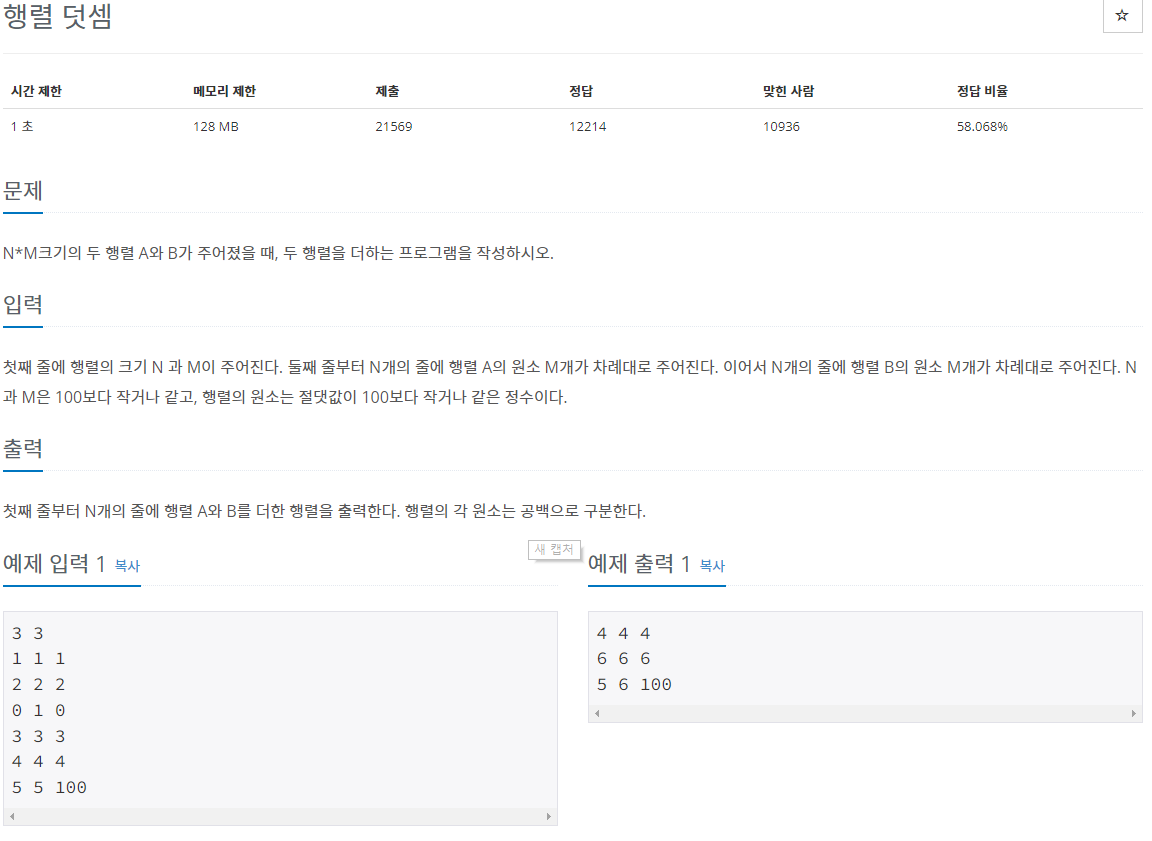 행렬 덧셈
☆
시간 제한 메모리 제한 제출 정답 맞힌 사람 정답 비율
1 초 128 MB 21569 12214 10936 58.068%
문제
N*M크기의 두 행렬 A와 B가 주어졌을 때, 두 행렬을 더하는 프로그램을 작성하시오.
입력
첫째 줄에 행렬의 크기 N 과 M이 주어진다. 둘째 줄부터 N개의 줄에 행렬 A의 원소 M개가 차례대로 주어진다. 이어서 N개의 줄에 행렬 B의 원소 M개가 차례대로 주어진다. N
과 M은 100보다 작거나 같고, 행렬의 원소는 절댓값이 100보다 작거나 같은 정수이다.
출력
첫째 줄부터 N개의 줄에 행렬 A와 B를 더한 행렬을 출력한다. 행렬의 각 원소는 공백으로 구분한다.
새 캡처
예제 입력 1 복사
3 3
1 1 1
2 2 2
0 1 0
3 3 3
4 4 4
5 5 100
예제 출력 1 복사
4 4 4
6 6 6
5 6 100